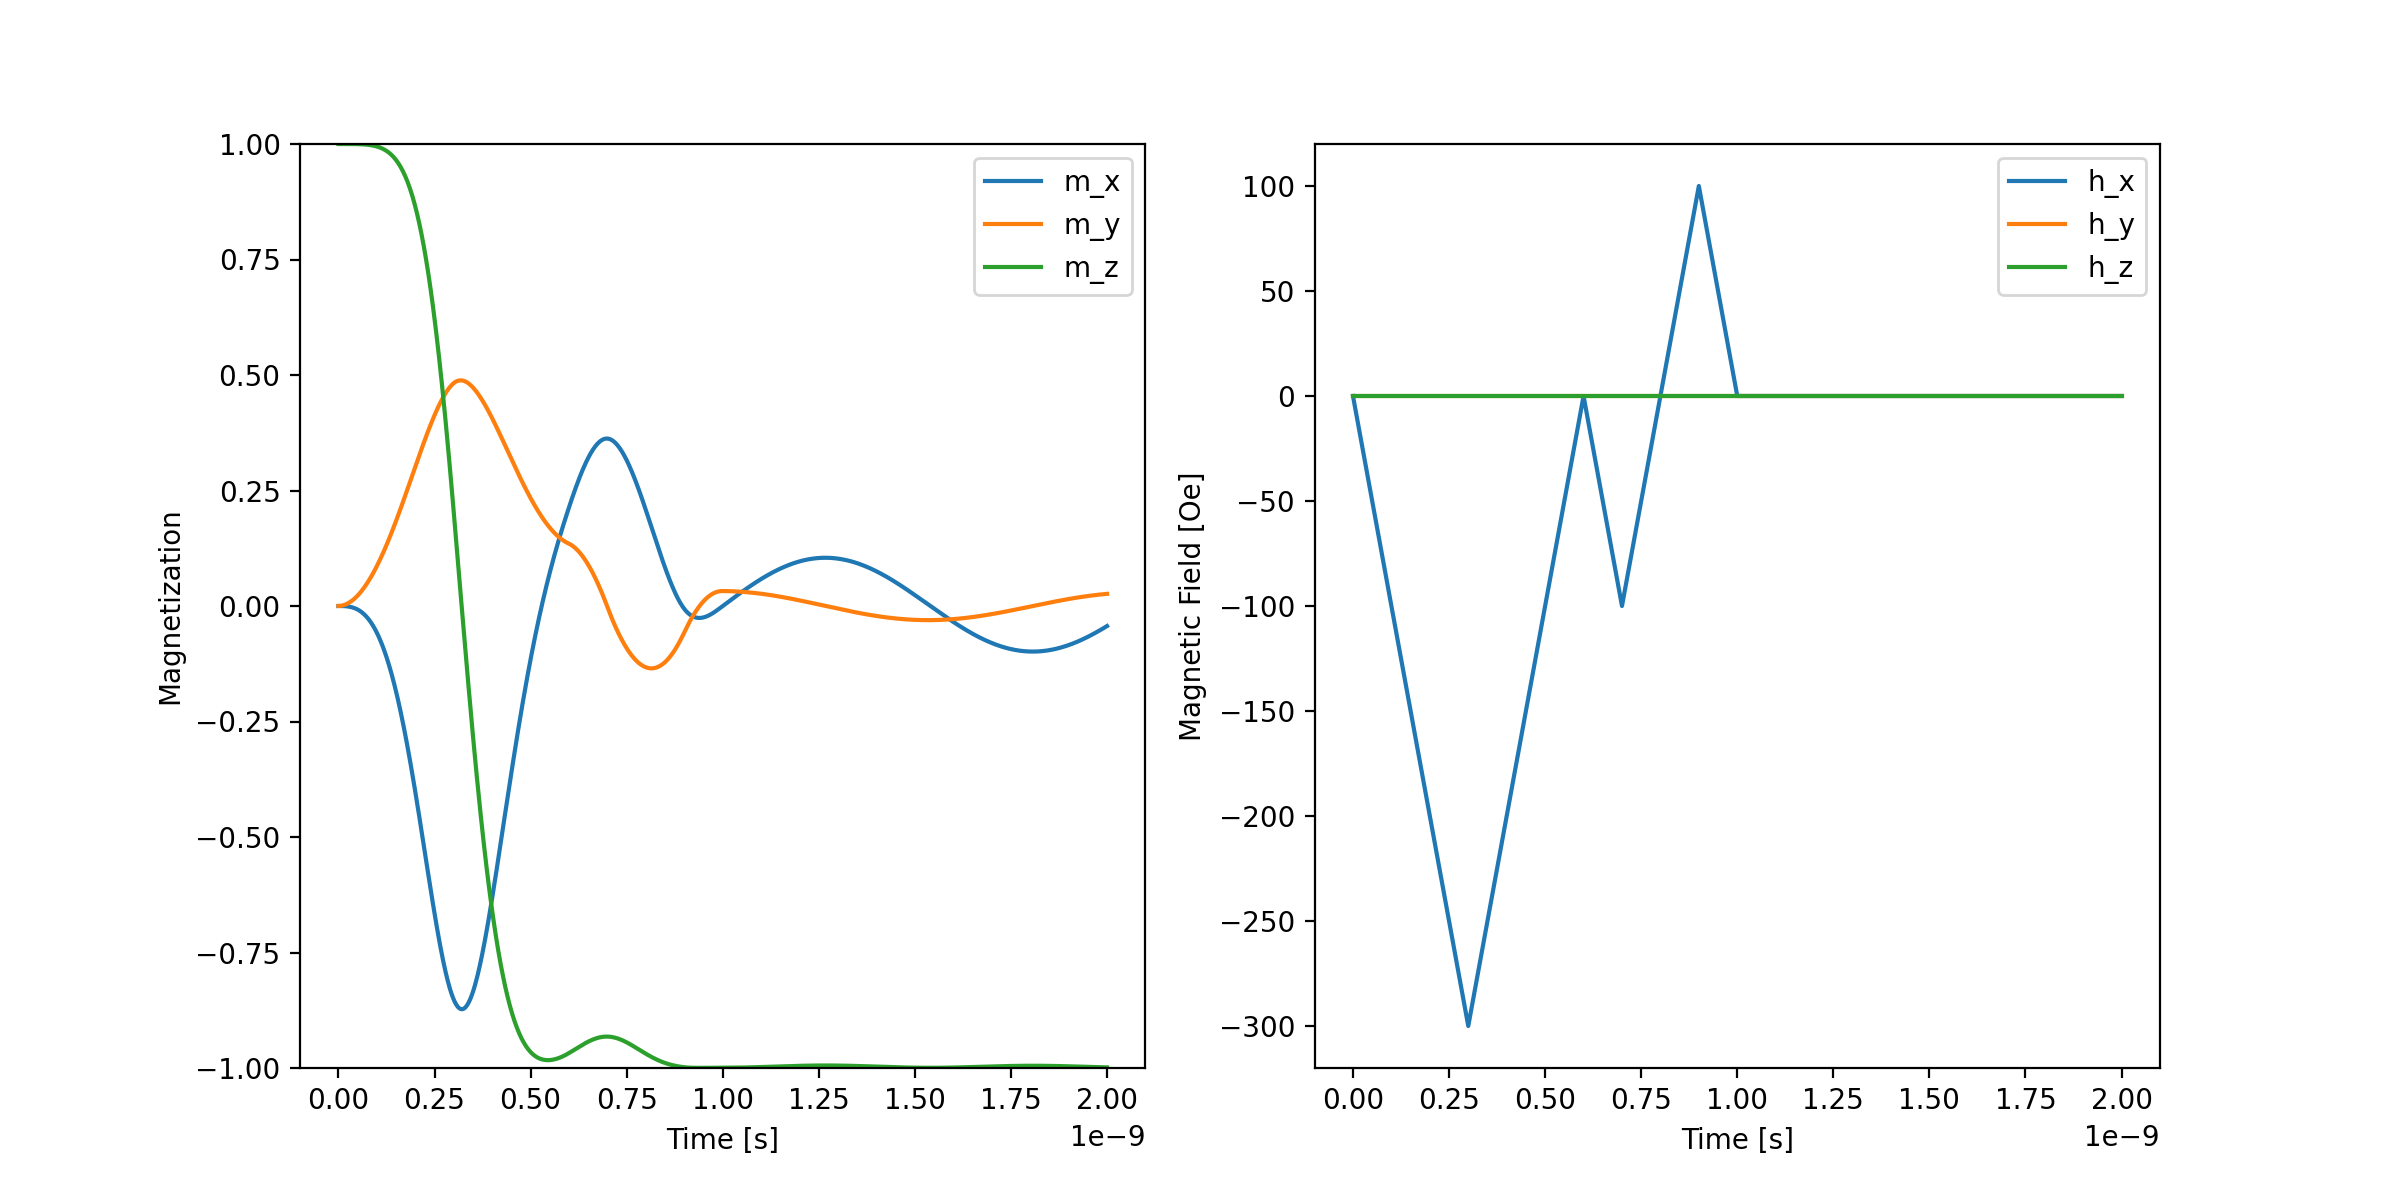 1.00
0.75
0.50
0.25
0.00
−0.25
−0.50
−0.75
−1.00
Magnetization
m_x
m_y
m_z
0.00 0.25 0.50 0.75 1.00 1.25 1.50 1.75 2.00
Time [s]
1e−9
100
50
0
−50
−100
−150
−200
−250
−300
Magnetic Field [Oe]
h_x
h_y
h_z
0.00 0.25 0.50 0.75 1.00 1.25 1.50 1.75 2.00
Time [s]
1e−9